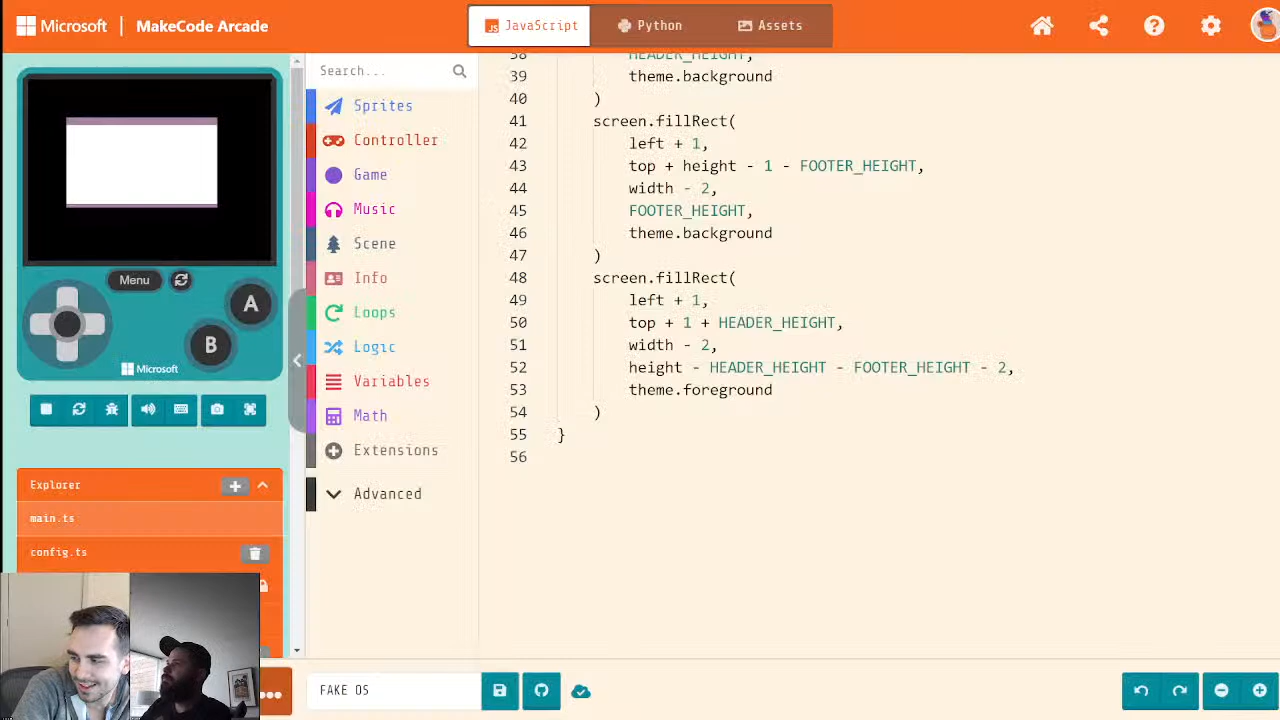 Microsoft | MakeCode Arcade
JavaScript
Python
Assets
Search...
Sprites
Controller
Game
Music
Scene
Info
Loops
Logic
Variables
Math
Extensions
Advanced
Menu
A
B
Microsoft
Explorer
main.ts
config.ts
38 HEADER_HEIGHT,
39 theme.background
40 )
41 screen.fillRect(
42 left + 1,
43 top + height - 1 - FOOTER_HEIGHT,
44 width - 2,
45 FOOTER_HEIGHT,
46 theme.background
47 )
48 screen.fillRect(
49 left + 1,
50 top + 1 + HEADER_HEIGHT,
51 width - 2,
52 height - HEADER_HEIGHT - FOOTER_HEIGHT - 2,
53 theme.foreground
54 )
55 }
56
FAKE OS